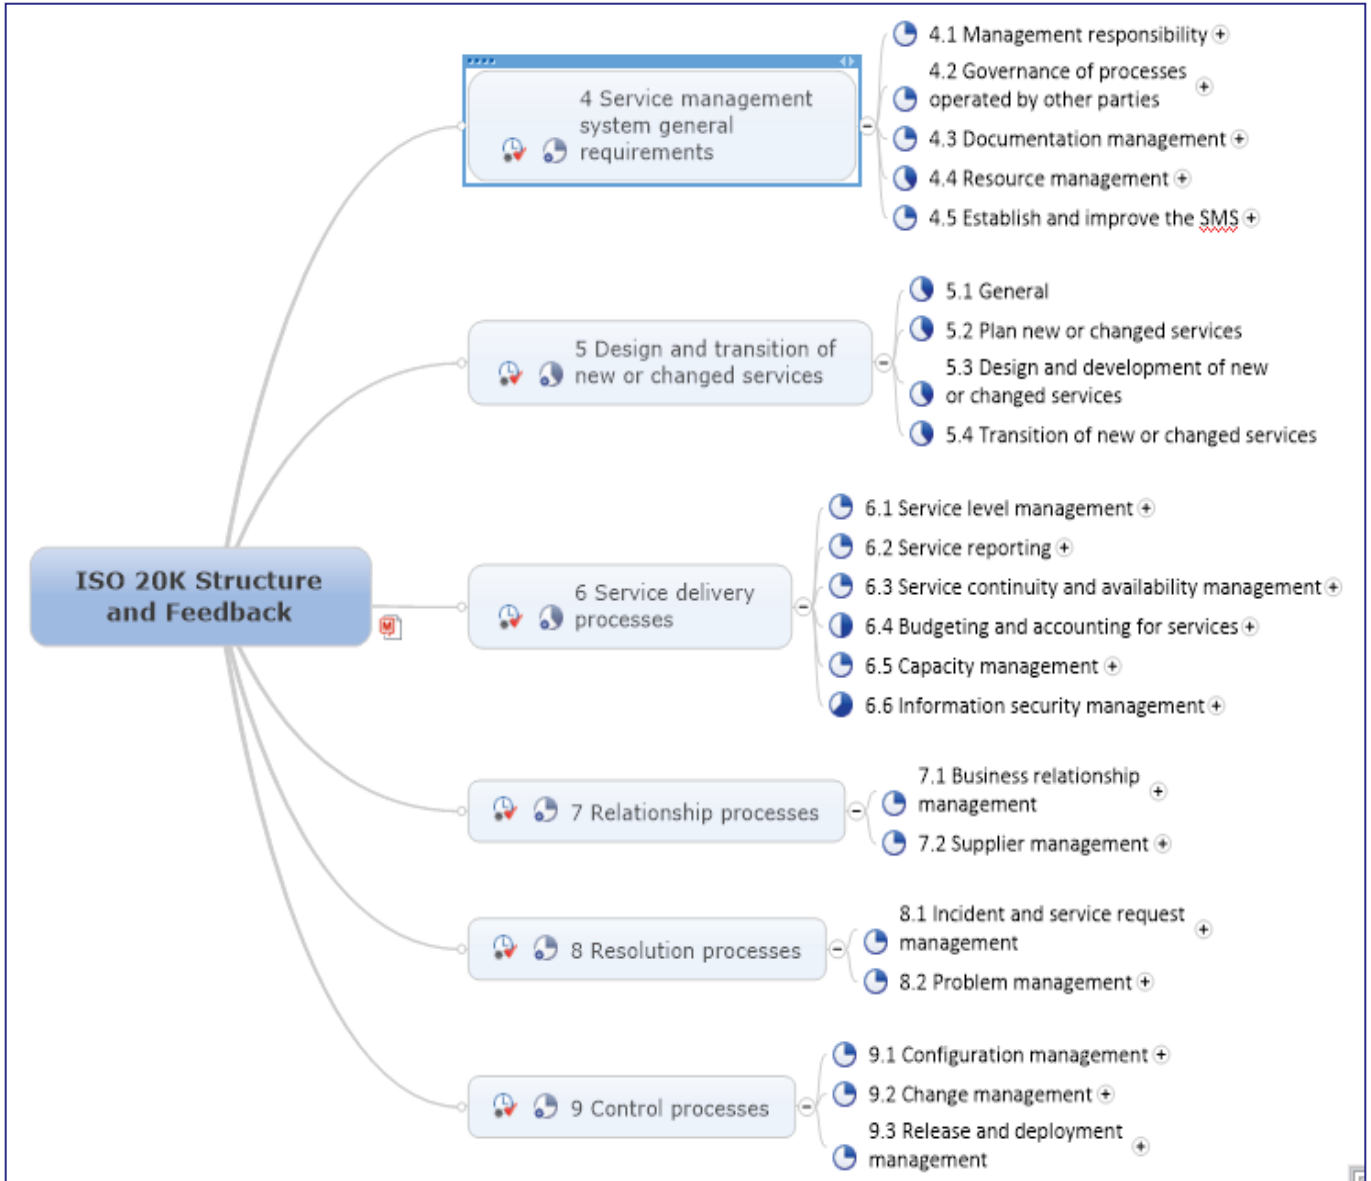 ISO 20K Structure
and Feedback
4 Service management
system general
requirements
4.1 Management responsibility
4.2 Governance of processes
operated by other parties
4.3 Documentation management
4.4 Resource management
4.5 Establish and improve the SMS
5 Design and transition of
new or changed services
5.1 General
5.2 Plan new or changed services
5.3 Design and development of new
or changed services
5.4 Transition of new or changed services
6 Service delivery
processes
6.1 Service level management
6.2 Service reporting
6.3 Service continuity and availability management
6.4 Budgeting and accounting for services
6.5 Capacity management
6.6 Information security management
7 Relationship processes
7.1 Business relationship
management
7.2 Supplier management
8 Resolution processes
8.1 Incident and service request
management
8.2 Problem management
9 Control processes
9.1 Configuration management
9.2 Change management
9.3 Release and deployment
management